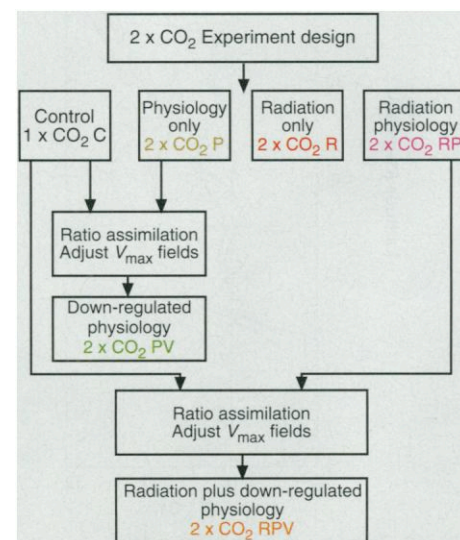 2 x CO₂ Experiment design
Control
1 x CO₂ C
Physiology
only
2 x CO₂ P
Radiation
only
2 x CO₂ R
Radiation
physiology
2 x CO₂ RP
Ratio assimilation
Adjust Vmax fields
Down-regulated
physiology
2 x CO₂ PV
Ratio assimilation
Adjust Vmax fields
Radiation plus down-regulated
physiology
2 x CO₂ RPV